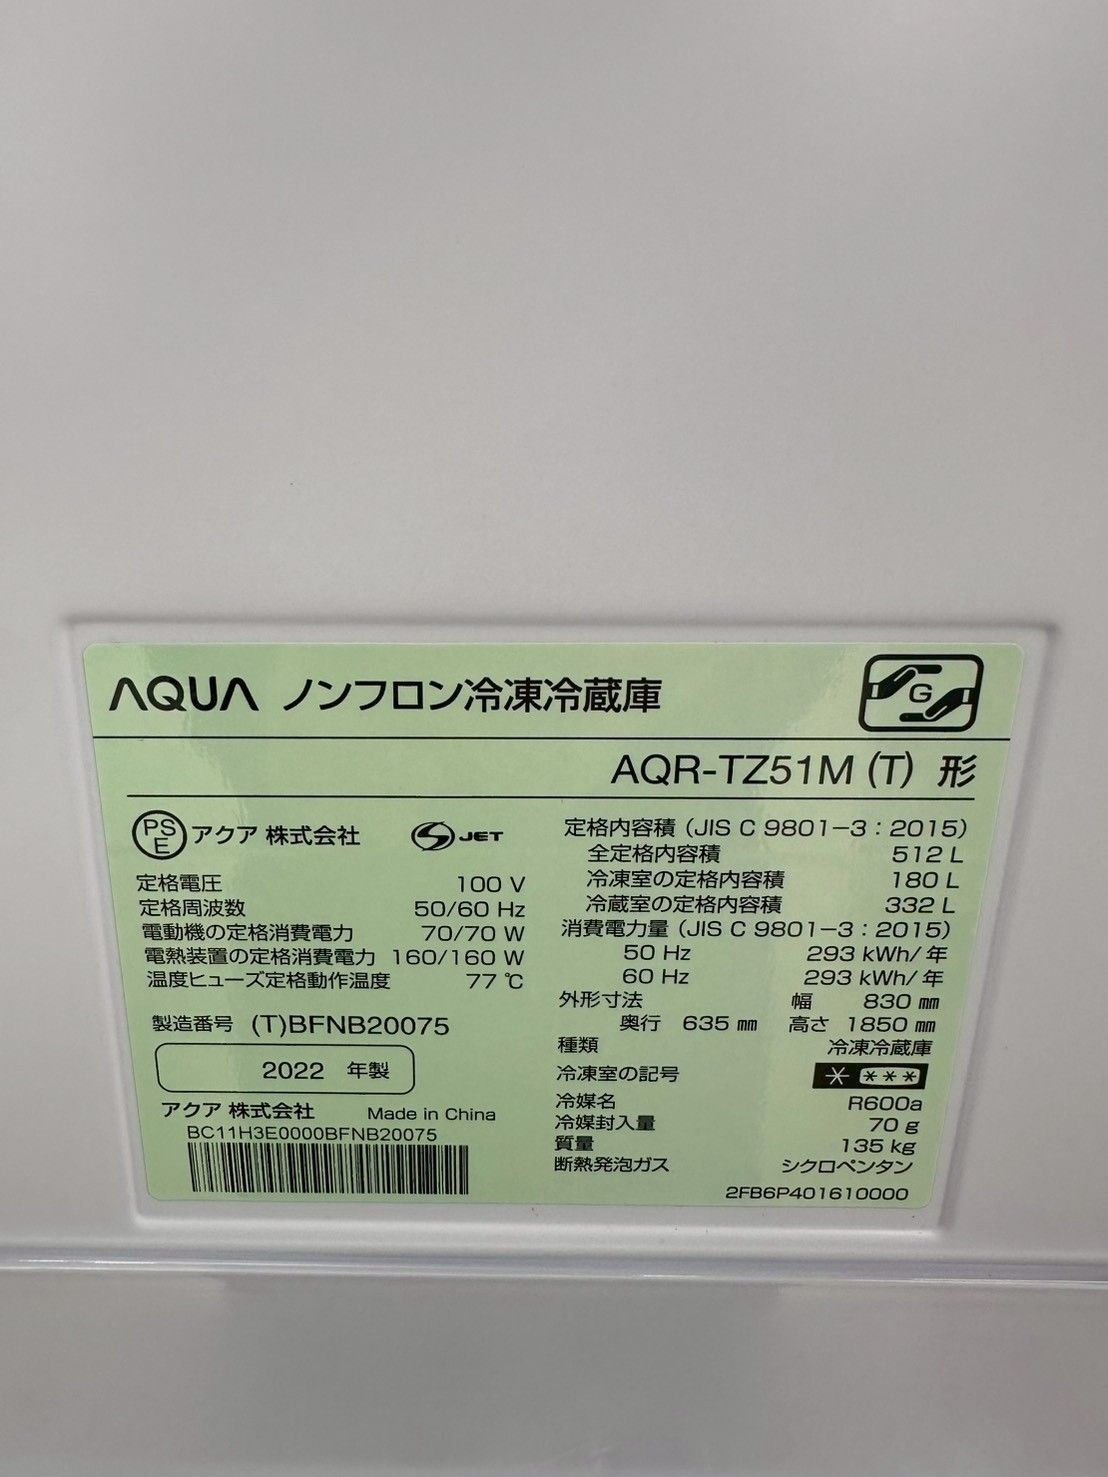 AQUA ノンフロン冷凍冷蔵庫
G
AQR-TZ51M (T) 形
PSE アクア 株式会社 S JET
定格電圧 100 V
定格周波数 50/60 Hz
電動機の定格消費電力 70/70 W
電熱装置の定格消費電力 160/160 W
温度ヒューズ定格動作温度 77 ℃
製造番号 (T)BFNB20075
2022 年製
アクア 株式会社 Made in China
BC11H3E0000BFNB20075
定格内容積 (JIS C 9801-3:2015)
全定格内容積 512 L
冷凍室の定格内容積 180 L
冷蔵室の定格内容積 332 L
消費電力量 (JIS C 9801-3:2015)
50 Hz 293 kWh/年
60 Hz 293 kWh/年
外形寸法 幅 830 ㎜
奥行 635 ㎜ 高さ 1850 ㎜
種類 冷凍冷蔵庫
冷凍室の記号 * ***
冷媒名 R600a
冷媒封入量 70 g
質量 135 kg
断熱発泡ガス シクロペンタン
2FB6P401610000